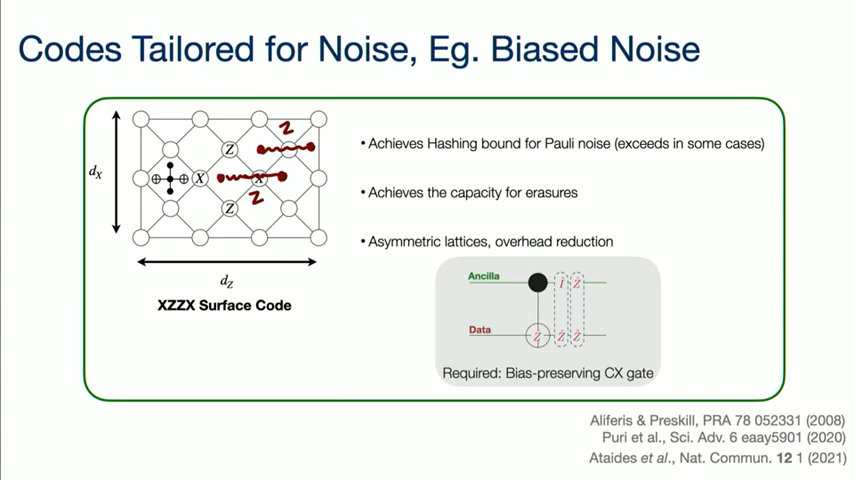 Codes Tailored for Noise, Eg. Biased Noise
dX
Z
Z
X
X
Z
Z
dZ
XZZX Surface Code
• Achieves Hashing bound for Pauli noise (exceeds in some cases)
• Achieves the capacity for erasures
• Asymmetric lattices, overhead reduction
Ancilla
Î Ẑ
Data
Ẑ Ẑ Ẑ
Required: Bias-preserving CX gate
Aliferis & Preskill, PRA 78 052331 (2008)
Puri et al., Sci. Adv. 6 eaay5901 (2020)
Ataides et al., Nat. Commun. 12 1 (2021)